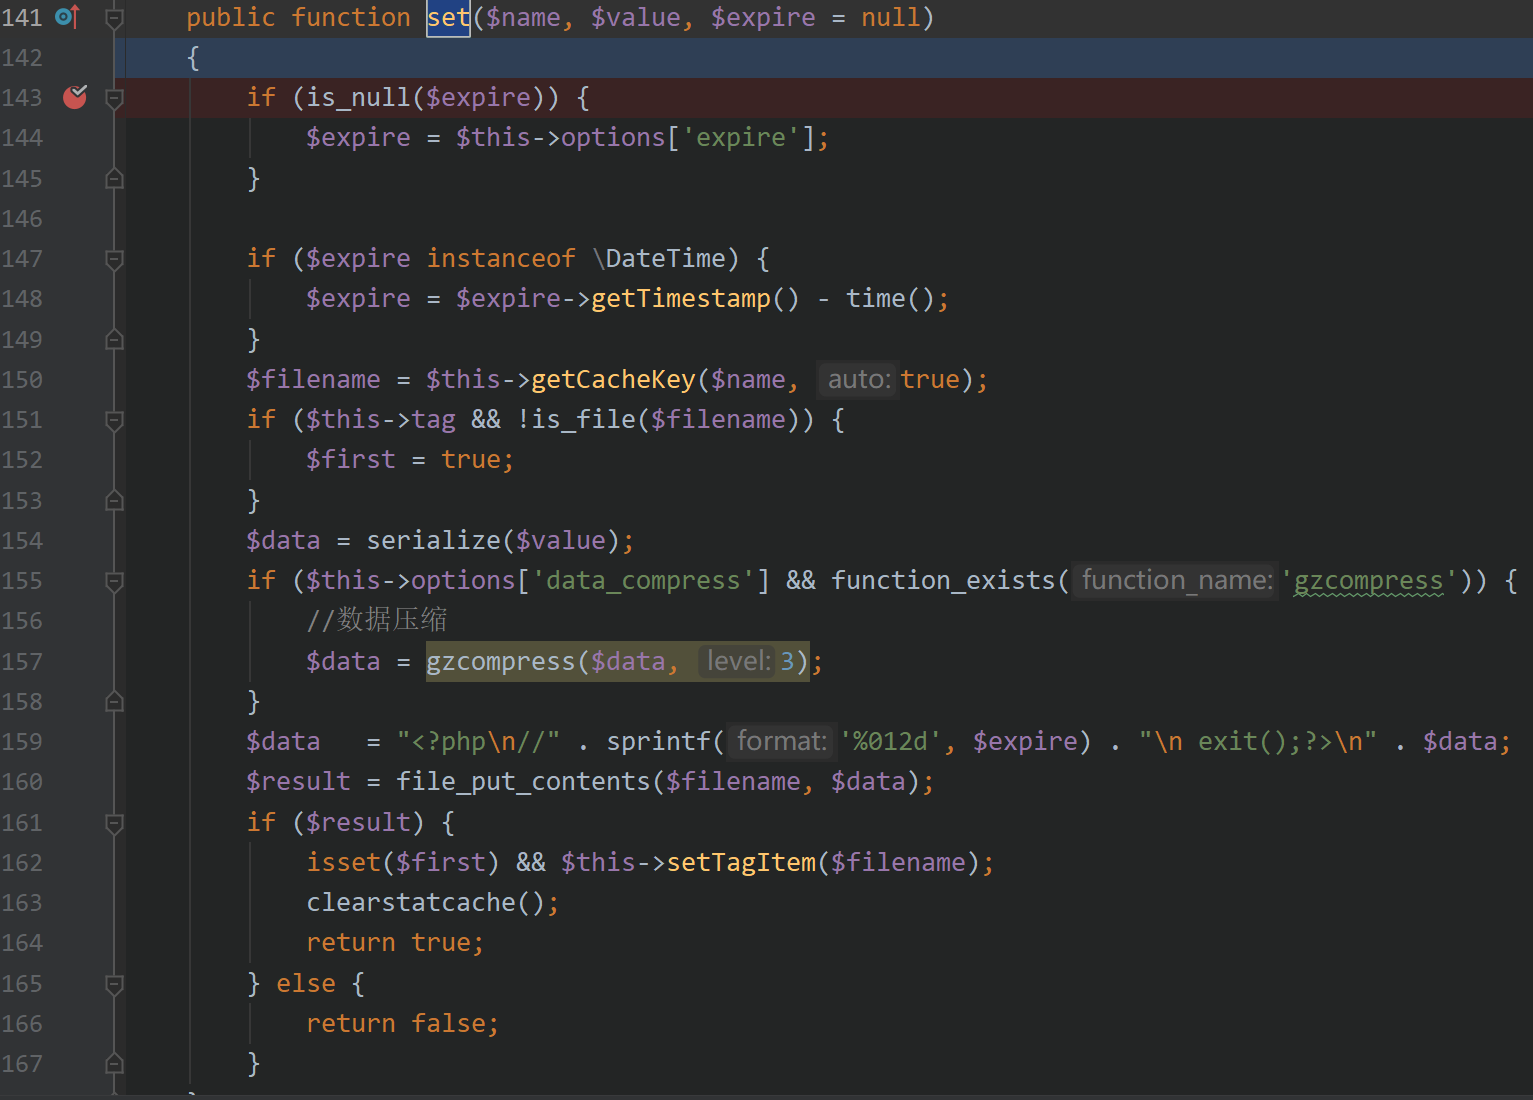 141 public function set($name, $value, $expire = null)
142 {
143 if (is_null($expire)) {
144 $expire = $this->options['expire'];
145 }
146
147 if ($expire instanceof \DateTime) {
148 $expire = $expire->getTimestamp() - time();
149 }
150 $filename = $this->getCacheKey($name, auto: true);
151 if ($this->tag && !is_file($filename)) {
152 $first = true;
153 }
154 $data = serialize($value);
155 if ($this->options['data_compress'] && function_exists( function_name: 'gzcompress')) {
156 //数据压缩
157 $data = gzcompress($data, level: 3);
158 }
159 $data   = "<?php\n//" . sprintf( format: '%012d', $expire) . "\n exit();?>\n" . $data;
160 $result = file_put_contents($filename, $data);
161 if ($result) {
162 isset($first) && $this->setTagItem($filename);
163 clearstatcache();
164 return true;
165 } else {
166 return false;
167 }